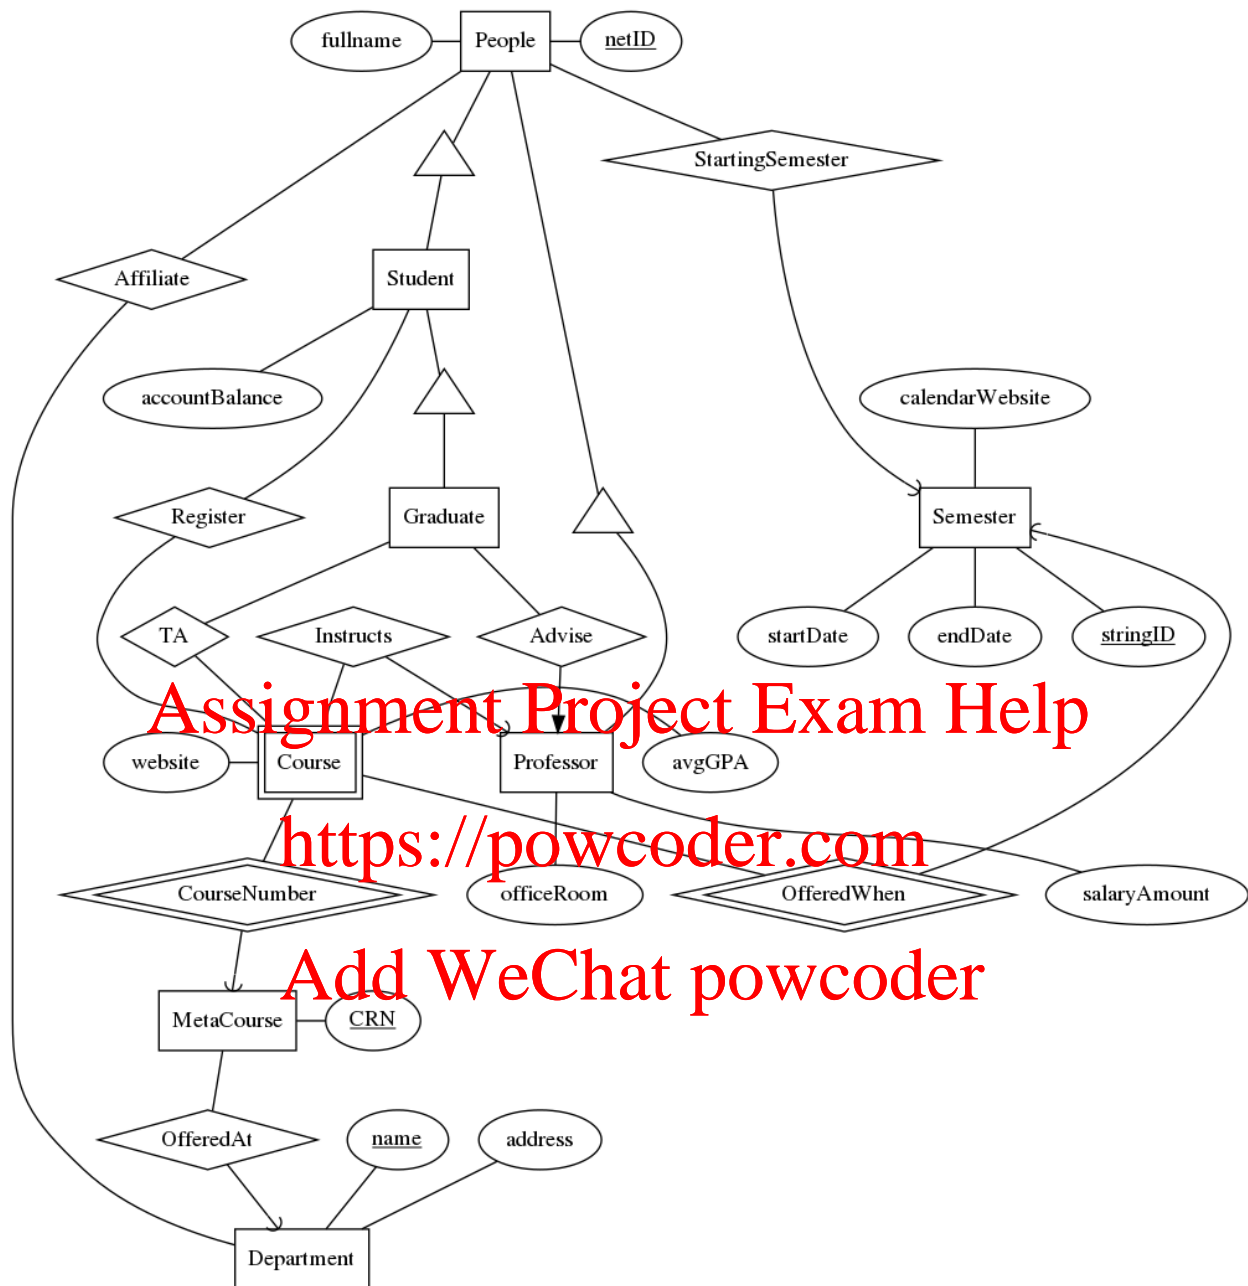 fullname
People
netID
StartingSemester
Affiliate
Student
accountBalance
calendarWebsite
Register
Graduate
Semester
TA
Instructs
Advise
startDate
endDate
stringID
Assignment Project Exam Help
website
Course
Professor
avgGPA
https://powcoder.com
CourseNumber
officeRoom
OfferedWhen
salaryAmount
Add WeChat powcoder
MetaCourse
CRN
OfferedAt
name
address
Department